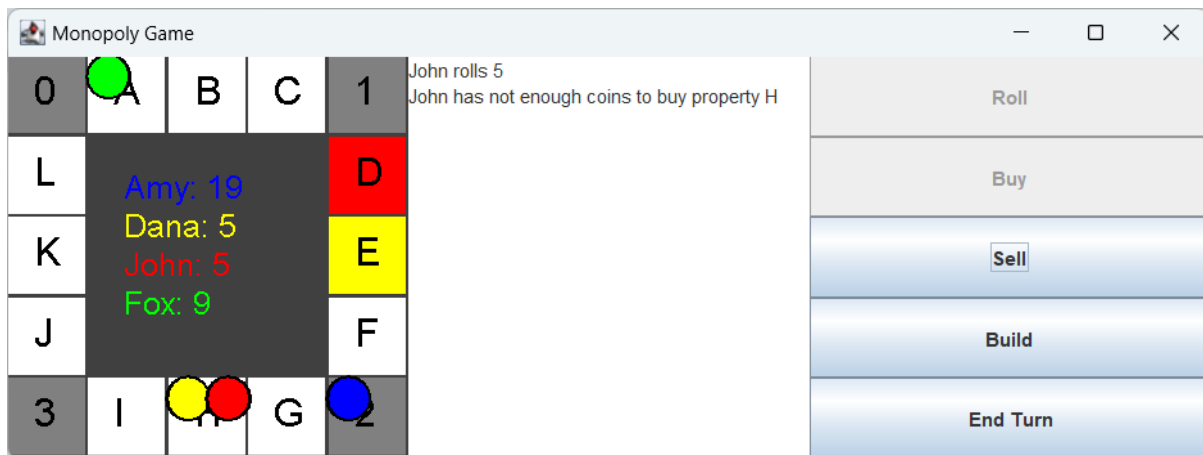 Monopoly Game
0 A B C 1
John rolls 5
John has not enough coins to buy property H
Roll
L D
Amy: 19
Buy
Dana: 5
K E
John: 5
Sell
Fox: 9
J F
Build
3 I H G 2
End Turn